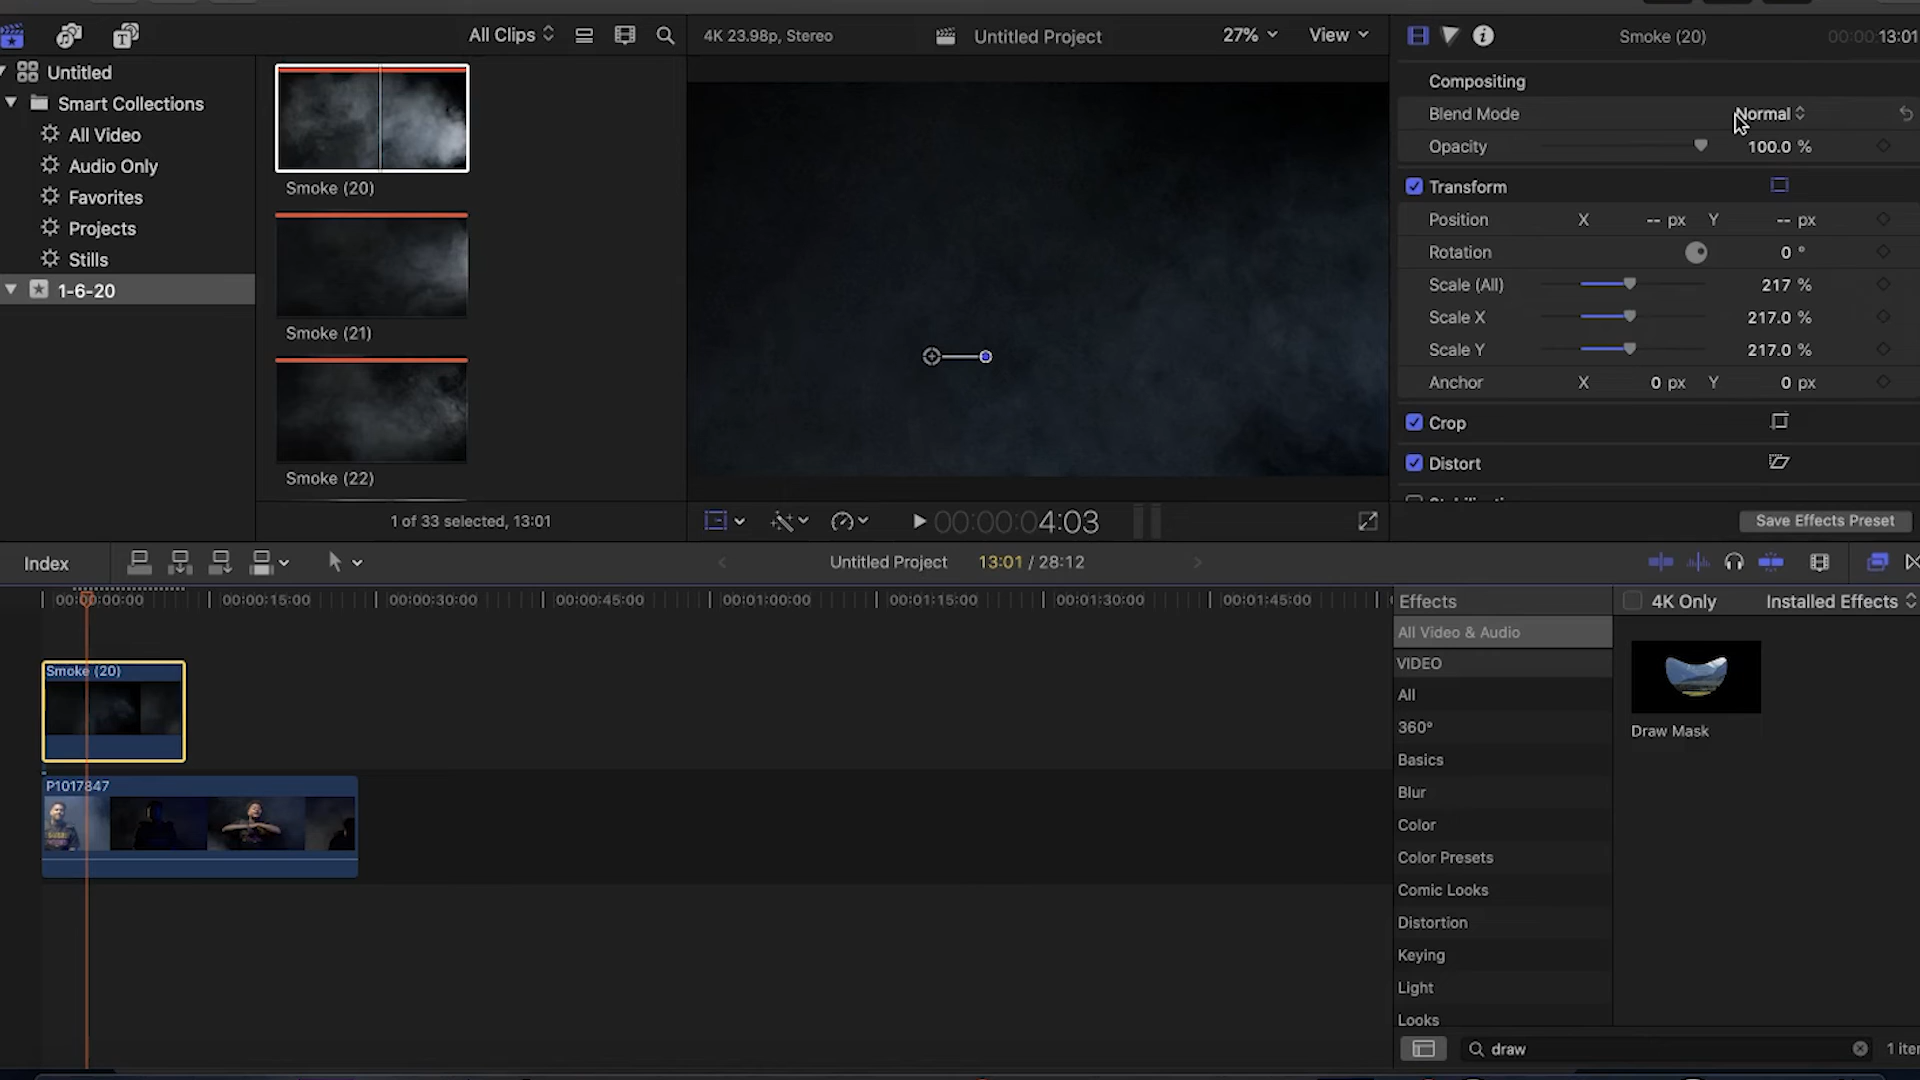 All Clips
4K 23.98p, Stereo
Untitled Project
27%
View
Smoke (20)
00:00:13:01
Untitled
Smart Collections
All Video
Audio Only
Favorites
Projects
Stills
1-6-20
Smoke (20)
Smoke (21)
Smoke (22)
1 of 33 selected, 13:01
00:00:04:03
Compositing
Blend Mode
Normal
Opacity
100.0 %
Transform
Position X -- px Y -- px
Rotation
0 °
Scale (All)
217 %
Scale X
217.0 %
Scale Y
217.0 %
Anchor X 0 px Y 0 px
Crop
Distort
Save Effects Preset
Index
Untitled Project
13:01 / 28:12
00:00:00:00
00:00:15:00
00:00:30:00
00:00:45:00
00:01:00:00
00:01:15:00
00:01:30:00
00:01:45:00
Smoke (20)
P1017847
Effects
4K Only
Installed Effects
All Video & Audio
VIDEO
All
360°
Basics
Blur
Color
Color Presets
Comic Looks
Distortion
Keying
Light
Looks
Draw Mask
draw
1 iter